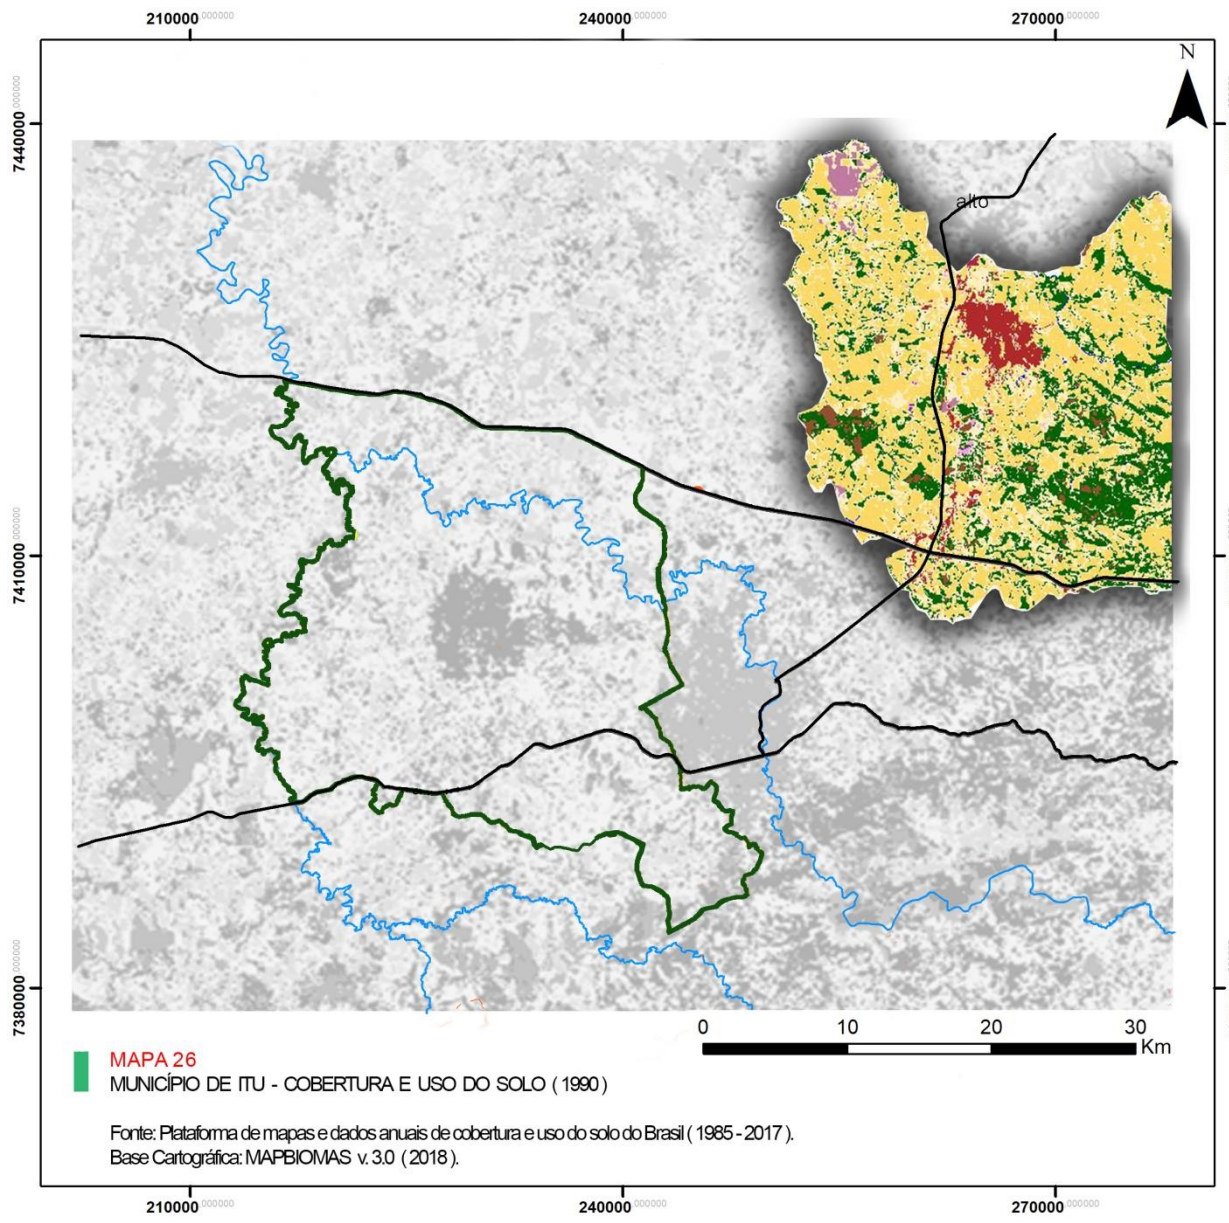 210000,000000 240000,000000 270000,000000
N
7440000,000000
alto
7410000,000000
7380000,000000
0 10 20 30
Km
MAPA 26
MUNICÍPIO DE ITU - COBERTURA E USO DO SOLO ( 1990 )
Fonte: Plataforma de mapas e dados anuais de cobertura e uso do solo do Brasil ( 1985 - 2017 ).
Base Cartográfica: MAPBIOMAS v. 3.0 ( 2018 ).
210000,000000 240000,000000 270000,000000